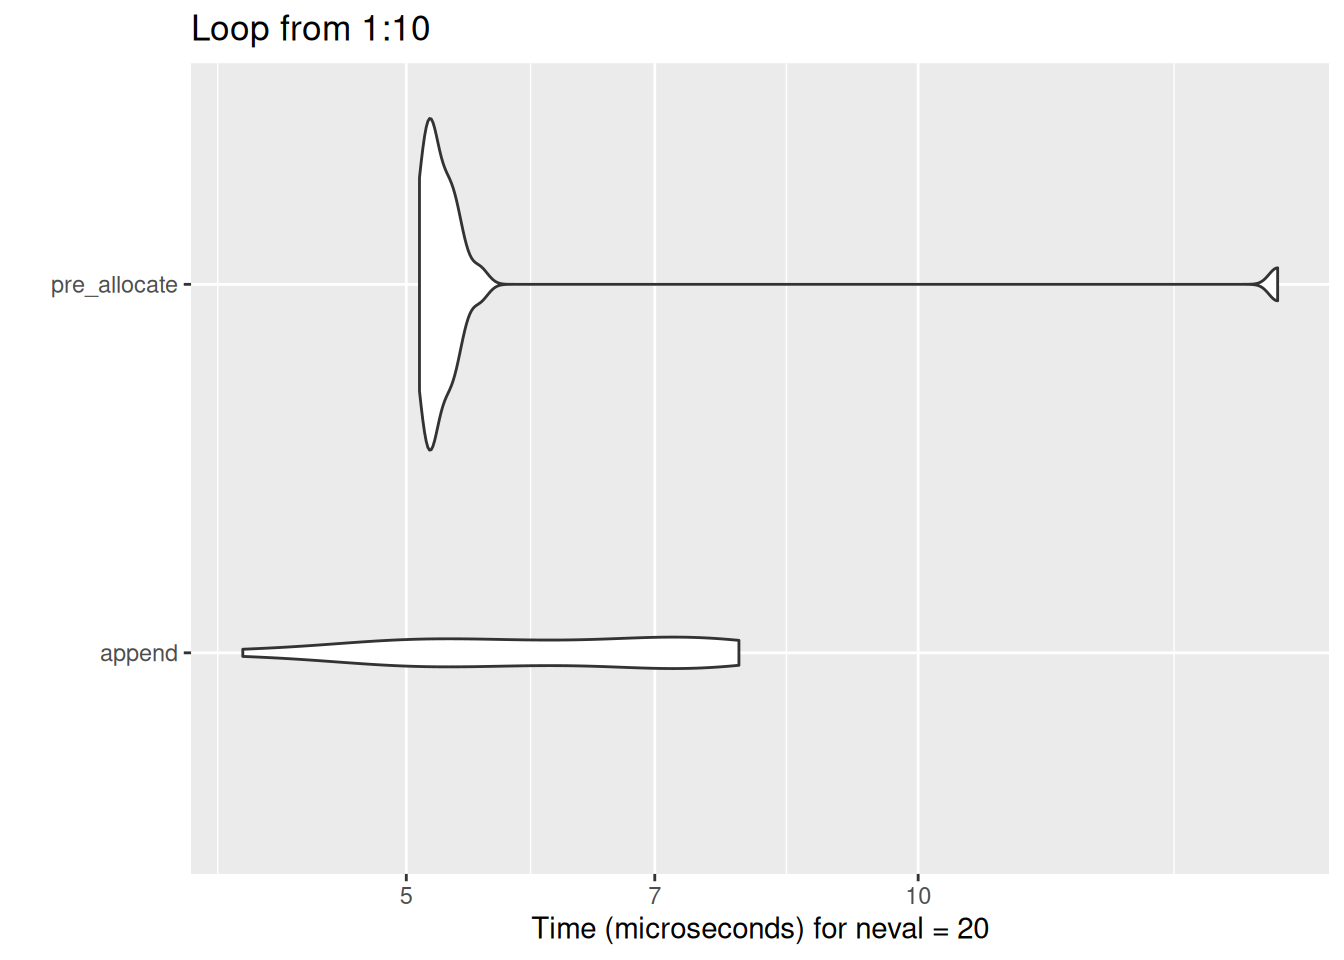 Loop from 1:10
pre_allocate
append
5 7 10
Time (microseconds) for neval = 20